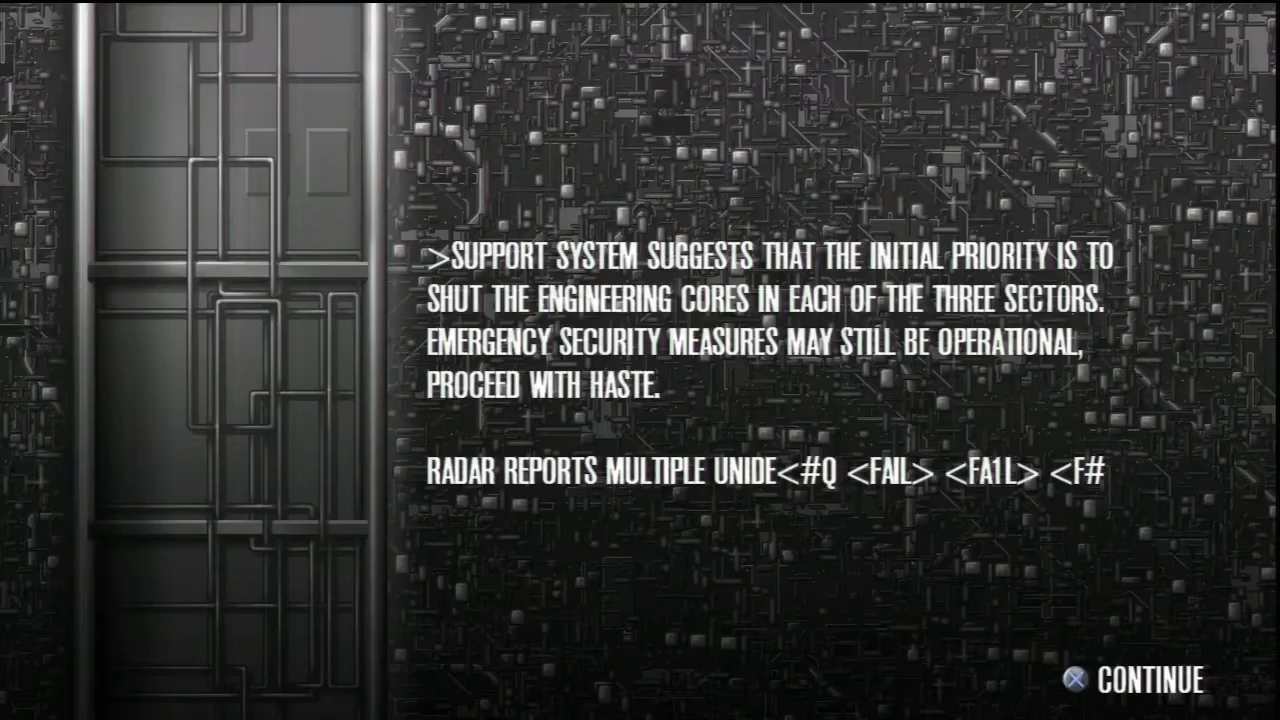 >SUPPORT SYSTEM SUGGESTS THAT THE INITIAL PRIORITY IS TO
SHUT THE ENGINEERING CORES IN EACH OF THE THREE SECTORS.
EMERGENCY SECURITY MEASURES MAY STILL BE OPERATIONAL,
PROCEED WITH HASTE.
RADAR REPORTS MULTIPLE UNIDE<#Q <FAIL> <FA1L> <F#
CONTINUE